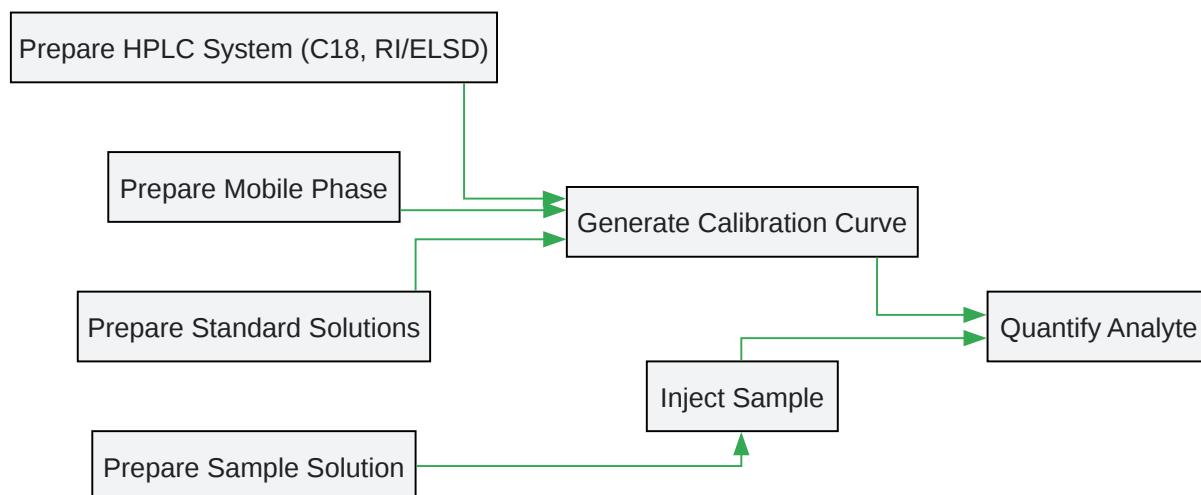 Prepare HPLC System (C18, RI/ELSD)
Prepare Mobile Phase
Generate Calibration Curve
Prepare Standard Solutions
Quantify Analyte
Inject Sample
Prepare Sample Solution